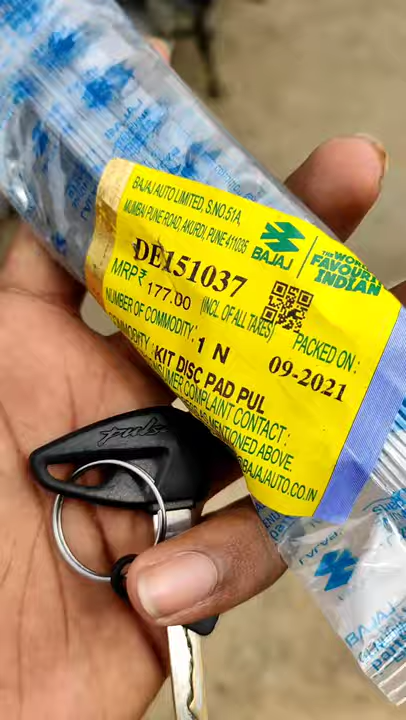 BAJAJ AUTO LIMITED, S.NO.51A,
MUMBAI PUNE ROAD, AKURDI, PUNE 411035
BAJAJ
THE WORLD'S
FAVOURITE
INDIAN
DE151037
MRP ₹ 177.00 (INCL. OF ALL TAXES)
NUMBER OF COMMODITY: 1 N
PACKED ON :
09-2021
COMMODITY : KIT DISC PAD PUL
CONSUMER COMPLAINT CONTACT :
AS MENTIONED ABOVE.
@BAJAJAUTO.CO.IN
puls
BAJAJ